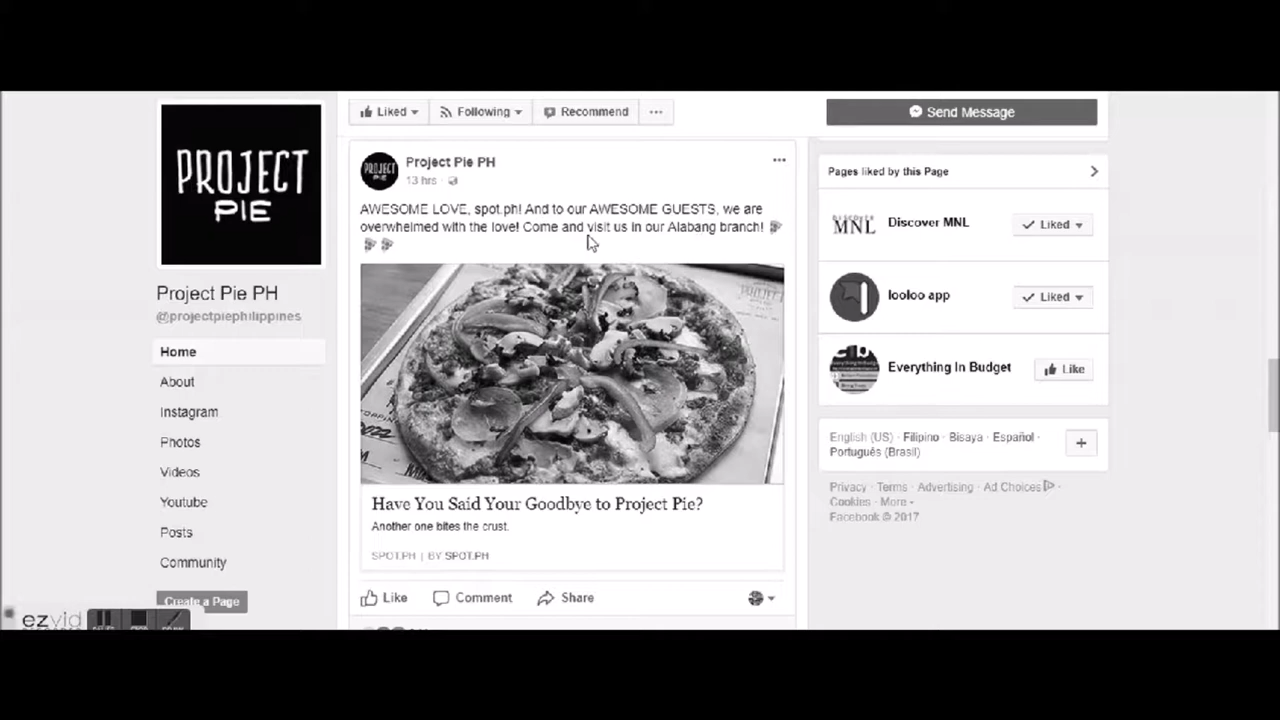 PROJECT
PIE
Project Pie PH
@projectpiephilippines
Home
About
Instagram
Photos
Videos
Youtube
Posts
Community
Create a Page
ezvid
Liked
Following
Recommend
Project Pie PH
13 hrs
AWESOME LOVE, spot.ph! And to our AWESOME GUESTS, we are
overwhelmed with the love! Come and visit us in our Alabang branch!
Have You Said Your Goodbye to Project Pie?
Another one bites the crust.
SPOT.PH | BY SPOT.PH
Like Comment Share
Send Message
Pages liked by this Page
DISCOVER
MNL
Discover MNL
Liked
looloo app
Liked
Everything In Budget
Like
English (US) · Filipino · Bisaya · Español ·
Português (Brasil)
Privacy · Terms · Advertising · Ad Choices ·
Cookies · More
Facebook © 2017